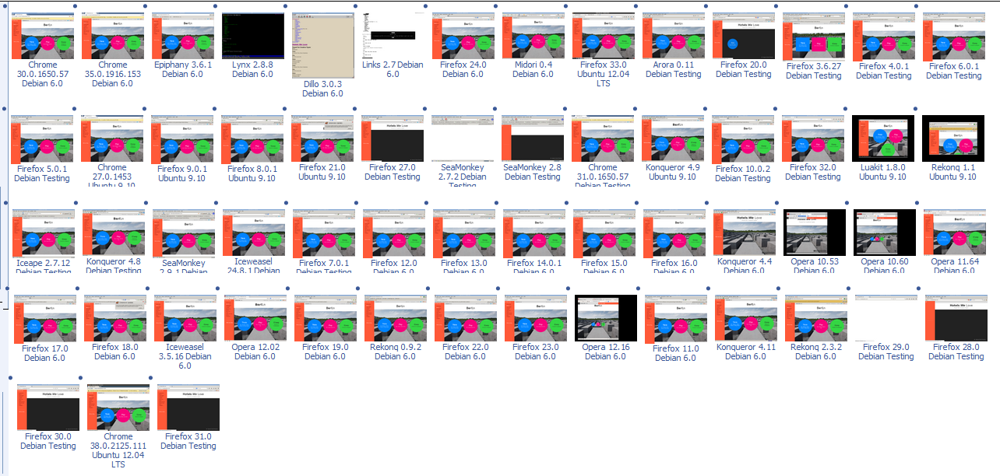 Chrome
30.0.1650.57
Debian 6.0
Chrome
35.0.1916.153
Debian 6.0
Epiphany 3.6.1
Debian 6.0
Lynx 2.8.8
Debian 6.0
Dillo 3.0.3
Debian 6.0
Links 2.7 Debian
6.0
Firefox 24.0
Debian 6.0
Midori 0.4
Debian 6.0
Firefox 33.0
Ubuntu 12.04
LTS
Arora 0.11
Debian Testing
Firefox 20.0
Debian Testing
Firefox 3.6.27
Debian Testing
Firefox 4.0.1
Debian Testing
Firefox 6.0.1
Debian Testing
Firefox 5.0.1
Debian Testing
Chrome
27.0.1453
Ubuntu 9.10
Firefox 9.0.1
Ubuntu 9.10
Firefox 8.0.1
Ubuntu 9.10
Firefox 21.0
Ubuntu 9.10
Firefox 27.0
Debian Testing
SeaMonkey
2.7.2 Debian
Testing
SeaMonkey 2.8
Debian Testing
Chrome
31.0.1650.57
Debian Testing
Konqueror 4.9
Ubuntu 9.10
Firefox 10.0.2
Debian Testing
Firefox 32.0
Debian Testing
Luakit 1.8.0
Ubuntu 9.10
Rekonq 1.1
Ubuntu 9.10
Iceape 2.7.12
Debian Testing
Konqueror 4.8
Debian Testing
SeaMonkey
2.9.1 Debian
Iceweasel
24.8.1 Debian
Firefox 7.0.1
Debian Testing
Firefox 12.0
Debian 6.0
Firefox 13.0
Debian 6.0
Firefox 14.0.1
Debian 6.0
Firefox 15.0
Debian 6.0
Firefox 16.0
Debian 6.0
Konqueror 4.4
Debian 6.0
Opera 10.53
Debian 6.0
Opera 10.60
Debian 6.0
Opera 11.64
Debian 6.0
Firefox 17.0
Debian 6.0
Firefox 18.0
Debian 6.0
Iceweasel
3.5.16 Debian
6.0
Opera 12.02
Debian 6.0
Firefox 19.0
Debian 6.0
Rekonq 0.9.2
Debian 6.0
Firefox 22.0
Debian 6.0
Firefox 23.0
Debian 6.0
Opera 12.16
Debian 6.0
Firefox 11.0
Debian 6.0
Konqueror 4.11
Debian 6.0
Rekonq 2.3.2
Debian 6.0
Firefox 29.0
Debian Testing
Firefox 28.0
Debian Testing
Firefox 30.0
Debian Testing
Chrome
38.0.2125.111
Ubuntu 12.04
LTS
Firefox 31.0
Debian Testing